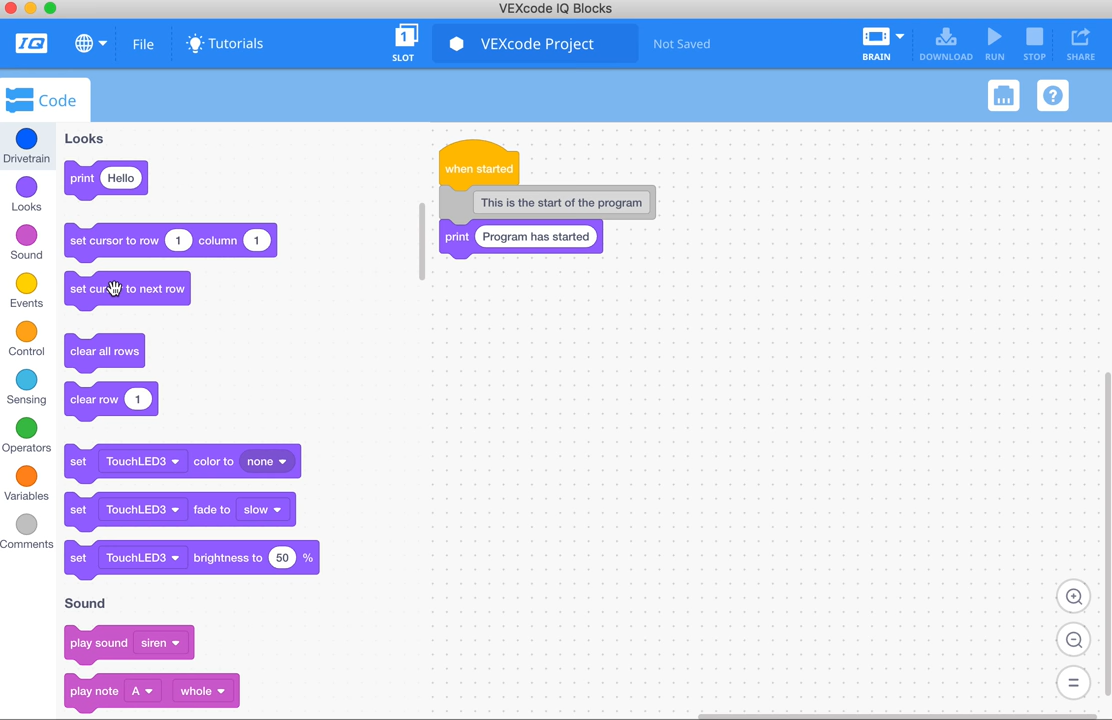 VEXcode IQ Blocks
IQ
File
Tutorials
1
SLOT
VEXcode Project
Not Saved
BRAIN
DOWNLOAD
RUN
STOP
SHARE
Code
Drivetrain
Looks
Sound
Events
Control
Sensing
Operators
Variables
Comments
Looks
print Hello
set cursor to row 1 column 1
set cursor to next row
clear all rows
clear row 1
set TouchLED3 color to none
set TouchLED3 fade to slow
set TouchLED3 brightness to 50 %
Sound
play sound siren
play note A whole
when started
This is the start of the program
print Program has started